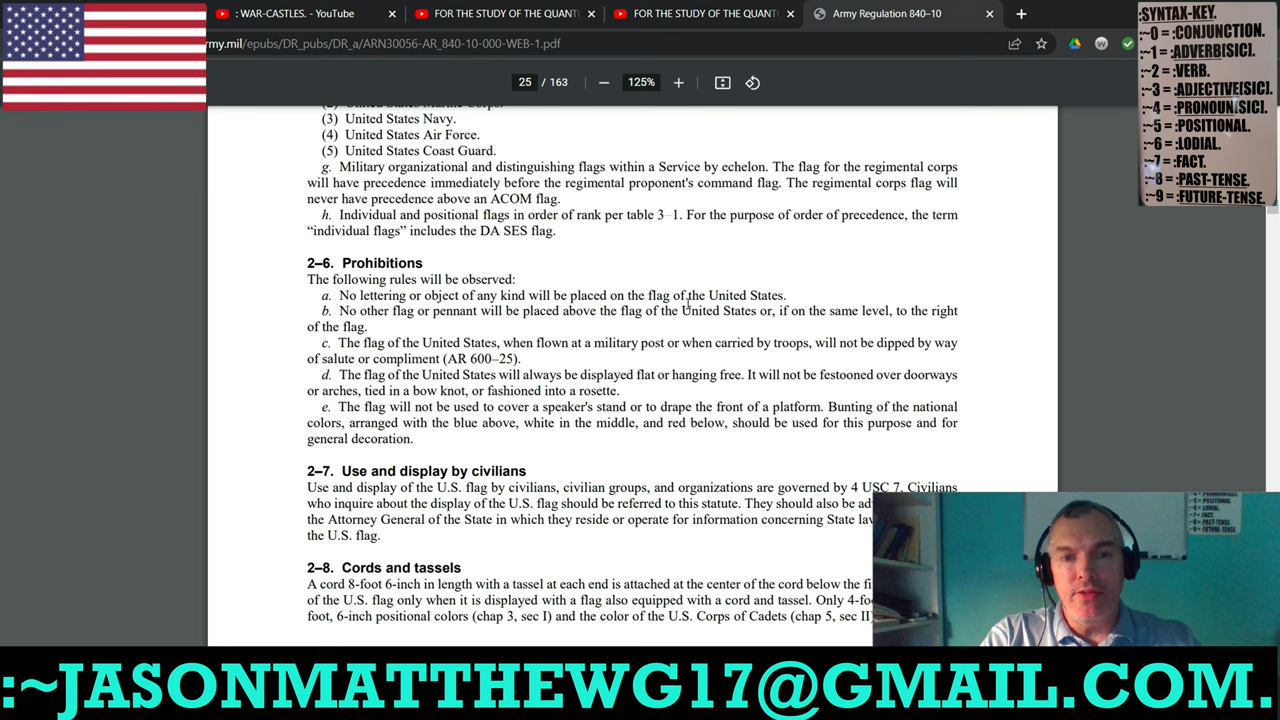 : WAR-CASTLES. - YouTube
FOR THE STUDY OF THE QUANT
FOR THE STUDY OF THE QUANT
Army Regulation 840–10
my.mil/epubs/DR_pubs/DR_a/ARN30056-AR_840-10-000-WEB-1.pdf
25 / 163
125%
:SYNTAX-KEY.
:~0 = :CONJUNCTION.
:~1 = :ADVERB[SIC].
:~2 = :VERB.
:~3 = :ADJECTIVE[SIC].
:~4 = :PRONOUN[SIC].
:~5 = :POSITIONAL.
:~6 = :LODIAL.
:~7 = :FACT.
:~8 = :PAST-TENSE.
:~9 = :FUTURE-TENSE.
(2) United States Marine Corps.
(3) United States Navy.
(4) United States Air Force.
(5) United States Coast Guard.
g. Military organizational and distinguishing flags within a Service by echelon. The flag for the regimental corps
will have precedence immediately before the regimental proponent's command flag. The regimental corps flag will
never have precedence above an ACOM flag.
h. Individual and positional flags in order of rank per table 3–1. For the purpose of order of precedence, the term
“individual flags” includes the DA SES flag.
2–6. Prohibitions
The following rules will be observed:
a. No lettering or object of any kind will be placed on the flag of the United States.
b. No other flag or pennant will be placed above the flag of the United States or, if on the same level, to the right
of the flag.
c. The flag of the United States, when flown at a military post or when carried by troops, will not be dipped by way
of salute or compliment (AR 600–25).
d. The flag of the United States will always be displayed flat or hanging free. It will not be festooned over doorways
or arches, tied in a bow knot, or fashioned into a rosette.
e. The flag will not be used to cover a speaker's stand or to drape the front of a platform. Bunting of the national
colors, arranged with the blue above, white in the middle, and red below, should be used for this purpose and for
general decoration.
2–7. Use and display by civilians
Use and display of the U.S. flag by civilians, civilian groups, and organizations are governed by 4 USC 7. Civilians
who inquire about the display of the U.S. flag should be referred to this statute. They should also be ad
the Attorney General of the State in which they reside or operate for information concerning State lav
the U.S. flag.
2–8. Cords and tassels
A cord 8-foot 6-inch in length with a tassel at each end is attached at the center of the cord below the fi
of the U.S. flag only when it is displayed with a flag also equipped with a cord and tassel. Only 4-fo
foot, 6-inch positional colors (chap 3, sec I) and the color of the U.S. Corps of Cadets (chap 5, sec II)
:~JASONMATTHEWG17@GMAIL.COM.